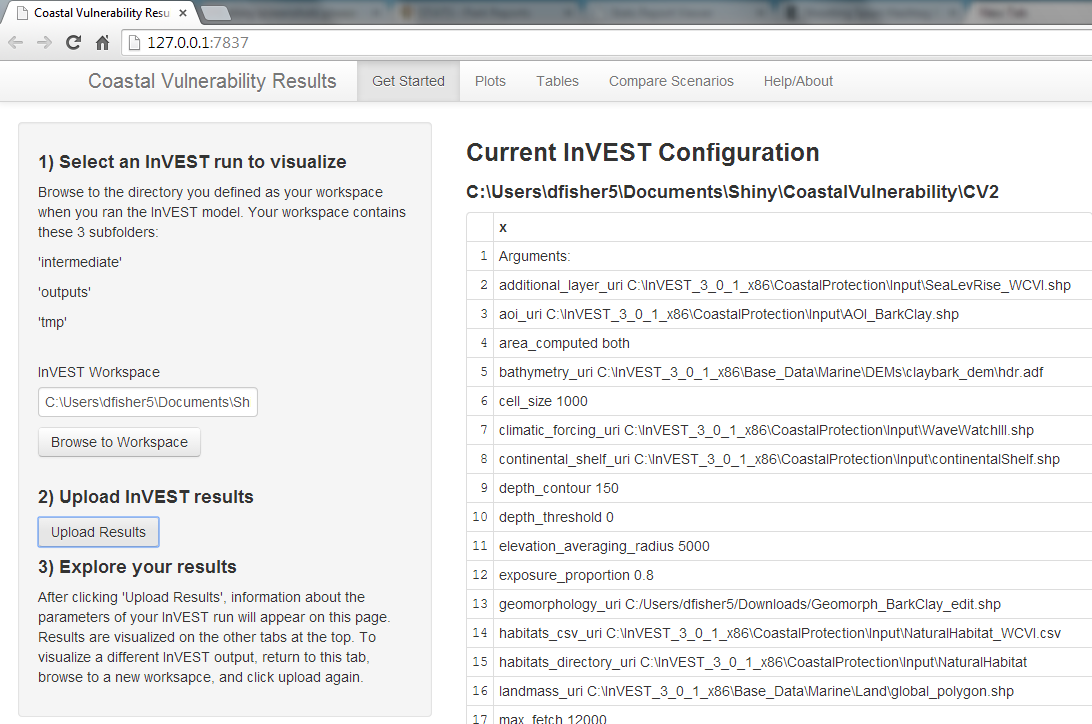 Coastal Vulnerability Resu
127.0.0.1:7837
Coastal Vulnerability Results
Get Started
Plots
Tables
Compare Scenarios
Help/About
1) Select an InVEST run to visualize
Browse to the directory you defined as your workspace
when you ran the InVEST model. Your workspace contains
these 3 subfolders:
'intermediate'
'outputs'
'tmp'
InVEST Workspace
C:\Users\dfisher5\Documents\Sh
Browse to Workspace
2) Upload InVEST results
Upload Results
3) Explore your results
After clicking 'Upload Results', information about the
parameters of your InVEST run will appear on this page.
Results are visualized on the other tabs at the top. To
visualize a different InVEST output, return to this tab,
browse to a new worksapce, and click upload again.
Current InVEST Configuration
C:\Users\dfisher5\Documents\Shiny\CoastalVulnerability\CV2
x
1 Arguments:
2 additional_layer_uri C:\InVEST_3_0_1_x86\CoastalProtection\Input\SeaLevRise_WCVI.shp
3 aoi_uri C:\InVEST_3_0_1_x86\CoastalProtection\Input\AOI_BarkClay.shp
4 area_computed both
5 bathymetry_uri C:\InVEST_3_0_1_x86\Base_Data\Marine\DEMs\claybark_dem\hdr.adf
6 cell_size 1000
7 climatic_forcing_uri C:\InVEST_3_0_1_x86\CoastalProtection\Input\WaveWatchIII.shp
8 continental_shelf_uri C:\InVEST_3_0_1_x86\CoastalProtection\Input\continentalShelf.shp
9 depth_contour 150
10 depth_threshold 0
11 elevation_averaging_radius 5000
12 exposure_proportion 0.8
13 geomorphology_uri C:/Users/dfisher5/Downloads/Geomorph_BarkClay_edit.shp
14 habitats_csv_uri C:\InVEST_3_0_1_x86\CoastalProtection\Input\NaturalHabitat_WCVI.csv
15 habitats_directory_uri C:\InVEST_3_0_1_x86\CoastalProtection\Input\NaturalHabitat
16 landmass_uri C:\InVEST_3_0_1_x86\Base_Data\Marine\Land\global_polygon.shp
17 max_fetch 12000